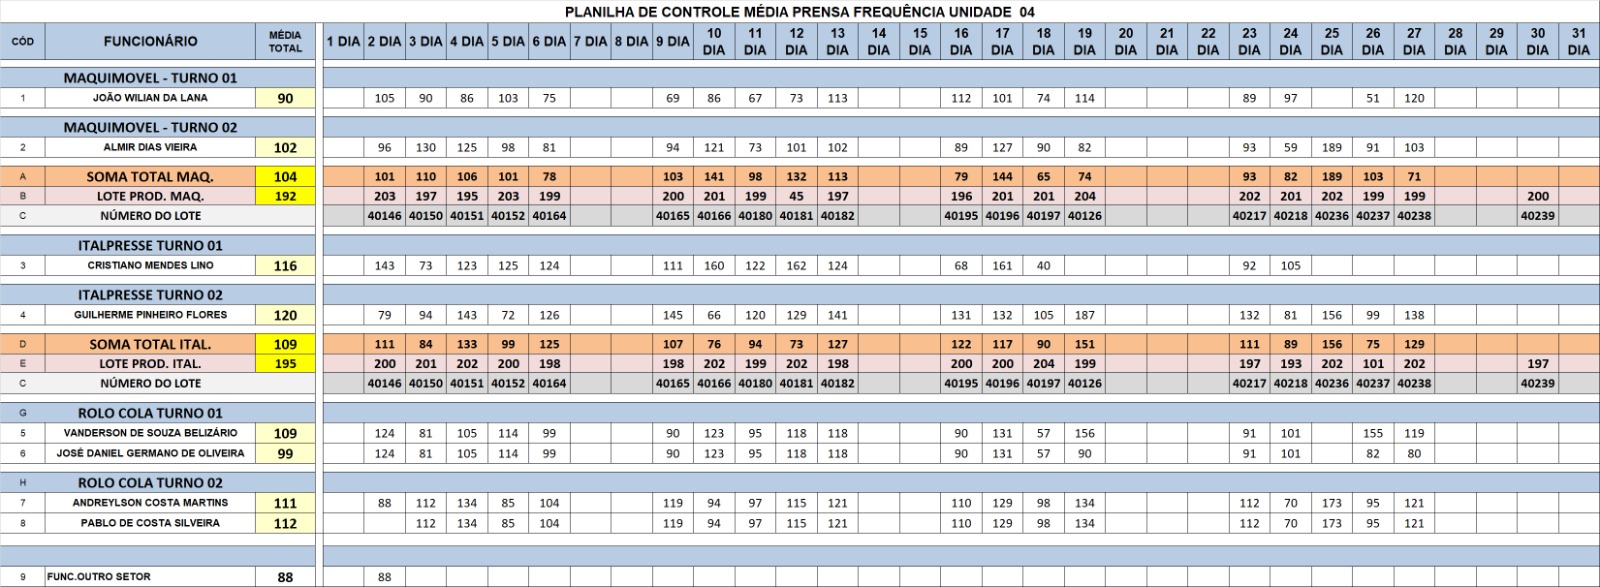 PLANILHA DE CONTROLE MÉDIA PRENSA FREQUÊNCIA UNIDADE 04
CÓD FUNCIONÁRIO MÉDIA TOTAL 1 DIA 2 DIA 3 DIA 4 DIA 5 DIA 6 DIA 7 DIA 8 DIA 9 DIA 10 DIA 11 DIA 12 DIA 13 DIA 14 DIA 15 DIA 16 DIA 17 DIA 18 DIA 19 DIA 20 DIA 21 DIA 22 DIA 23 DIA 24 DIA 25 DIA 26 DIA 27 DIA 28 DIA 29 DIA 30 DIA 31 DIA
MAQUIMOVEL - TURNO 01
1 JOÃO WILIAN DA LANA 90 105 90 86 103 75 69 86 67 73 113 112 101 74 114 89 97 51 120
MAQUIMOVEL - TURNO 02
2 ALMIR DIAS VIEIRA 102 96 130 125 98 81 94 121 73 101 102 89 127 90 82 93 59 189 91 103
A SOMA TOTAL MAQ. 104 101 110 106 101 78 103 141 98 132 113 79 144 65 74 93 82 189 103 71
B LOTE PROD. MAQ. 192 203 197 195 203 199 200 201 199 45 197 196 201 201 204 202 201 202 199 199 200
C NÚMERO DO LOTE 40146 40150 40151 40152 40164 40165 40166 40180 40181 40182 40195 40196 40197 40126 40217 40218 40236 40237 40238 40239
ITALPRESSE TURNO 01
3 CRISTIANO MENDES LINO 116 143 73 123 125 124 111 160 122 162 124 68 161 40 92 105
ITALPRESSE TURNO 02
4 GUILHERME PINHEIRO FLORES 120 79 94 143 72 126 145 66 120 129 141 131 132 105 187 132 81 156 99 138
D SOMA TOTAL ITAL. 109 111 84 133 99 125 107 76 94 73 127 122 117 90 151 111 89 156 75 129
E LOTE PROD. ITAL. 195 200 201 202 200 198 198 202 199 202 198 200 200 204 199 197 193 202 101 202 197
C NÚMERO DO LOTE 40146 40150 40151 40152 40164 40165 40166 40180 40181 40182 40195 40196 40197 40126 40217 40218 40236 40237 40238 40239
G ROLO COLA TURNO 01
5 VANDERSON DE SOUZA BELIZÁRIO 109 124 81 105 114 99 90 123 95 118 118 90 131 57 156 91 101 155 119
6 JOSÉ DANIEL GERMANO DE OLIVEIRA 99 124 81 105 114 99 90 123 95 118 118 90 131 57 90 91 101 82 80
H ROLO COLA TURNO 02
7 ANDREYLSON COSTA MARTINS 111 88 112 134 85 104 119 94 97 115 121 110 129 98 134 112 70 173 95 121
8 PABLO DE COSTA SILVEIRA 112 112 134 85 104 119 94 97 115 121 110 129 98 134 112 70 173 95 121
9 FUNC.OUTRO SETOR 88 88